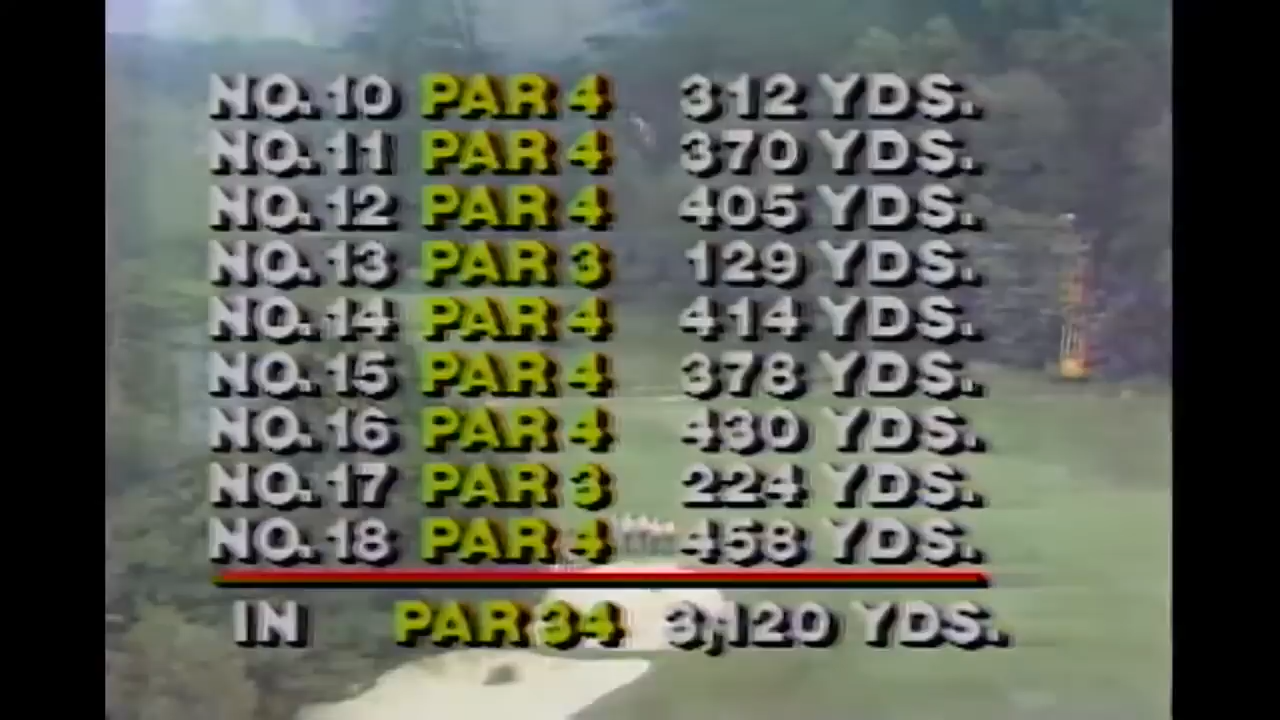 NO. 10 PAR 4 312 YDS.
NO. 11 PAR 4 370 YDS.
NO. 12 PAR 4 405 YDS.
NO. 13 PAR 3 129 YDS.
NO. 14 PAR 4 414 YDS.
NO. 15 PAR 4 378 YDS.
NO. 16 PAR 4 430 YDS.
NO. 17 PAR 3 224 YDS.
NO. 18 PAR 4 458 YDS.
IN PAR 34 3,120 YDS.